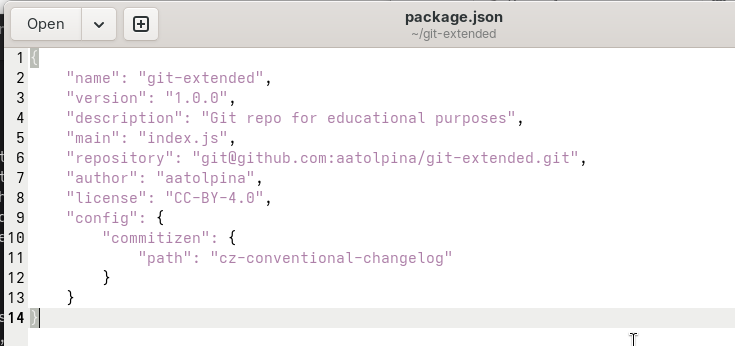 Open
package.json
~/git-extended
1 {
2 "name": "git-extended",
3 "version": "1.0.0",
4 "description": "Git repo for educational purposes",
5 "main": "index.js",
6 "repository": "git@github.com:aatolpina/git-extended.git",
7 "author": "aatolpina",
8 "license": "CC-BY-4.0",
9 "config": {
10 "commitizen": {
11 "path": "cz-conventional-changelog"
12 }
13 }
14 }